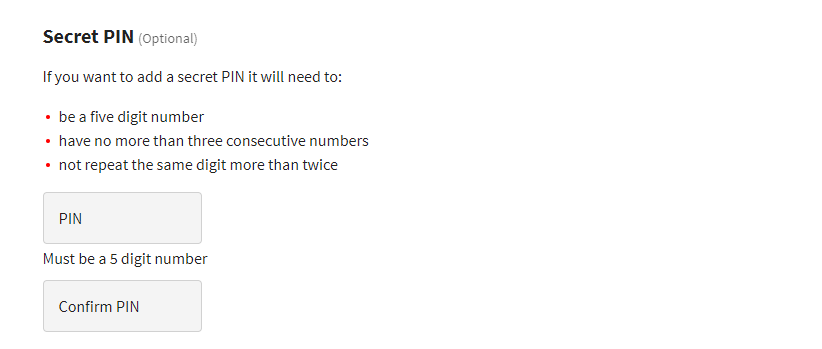 Secret PIN (Optional)
If you want to add a secret PIN it will need to:
• be a five digit number
• have no more than three consecutive numbers
• not repeat the same digit more than twice
PIN
Must be a 5 digit number
Confirm PIN